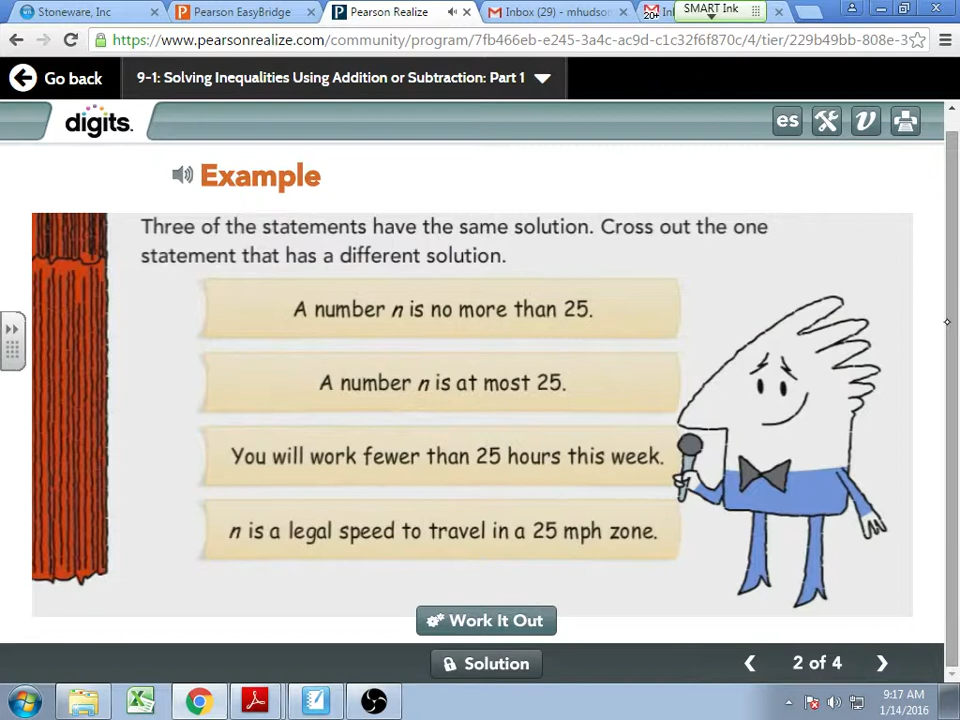 Stoneware, Inc
Pearson EasyBridge
Pearson Realize
Inbox (29) - mhudson
20+
In
SMART Ink
https://www.pearsonrealize.com/community/program/7fb466eb-e245-3a4c-ac9d-c1c32f6f870c/4/tier/229b49bb-808e-3
Go back
9-1: Solving Inequalities Using Addition or Subtraction: Part 1
digits.
es
Example
Three of the statements have the same solution. Cross out the one
statement that has a different solution.
A number n is no more than 25.
A number n is at most 25.
You will work fewer than 25 hours this week.
n is a legal speed to travel in a 25 mph zone.
Work It Out
Solution
2 of 4
9:17 AM
1/14/2016